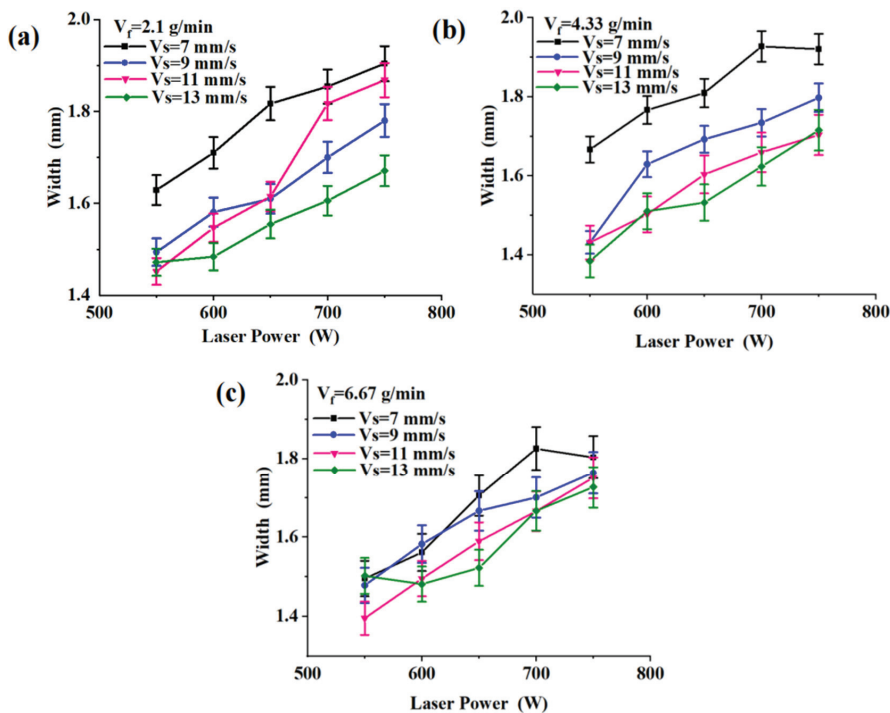 (a)
V_f=2.1 g/min
Vs=7 mm/s
Vs=9 mm/s
Vs=11 mm/s
Vs=13 mm/s
Width (mm)
2.0
1.8
1.6
1.4
500
600
700
800
Laser Power (W)
(b)
V_f=4.33 g/min
Vs=7 mm/s
Vs=9 mm/s
Vs=11 mm/s
Vs=13 mm/s
Width (mm)
2.0
1.8
1.6
1.4
500
600
700
800
Laser Power (W)
(c)
V_f=6.67 g/min
Vs=7 mm/s
Vs=9 mm/s
Vs=11 mm/s
Vs=13 mm/s
Width (mm)
2.0
1.8
1.6
1.4
500
600
700
800
Laser Power (W)